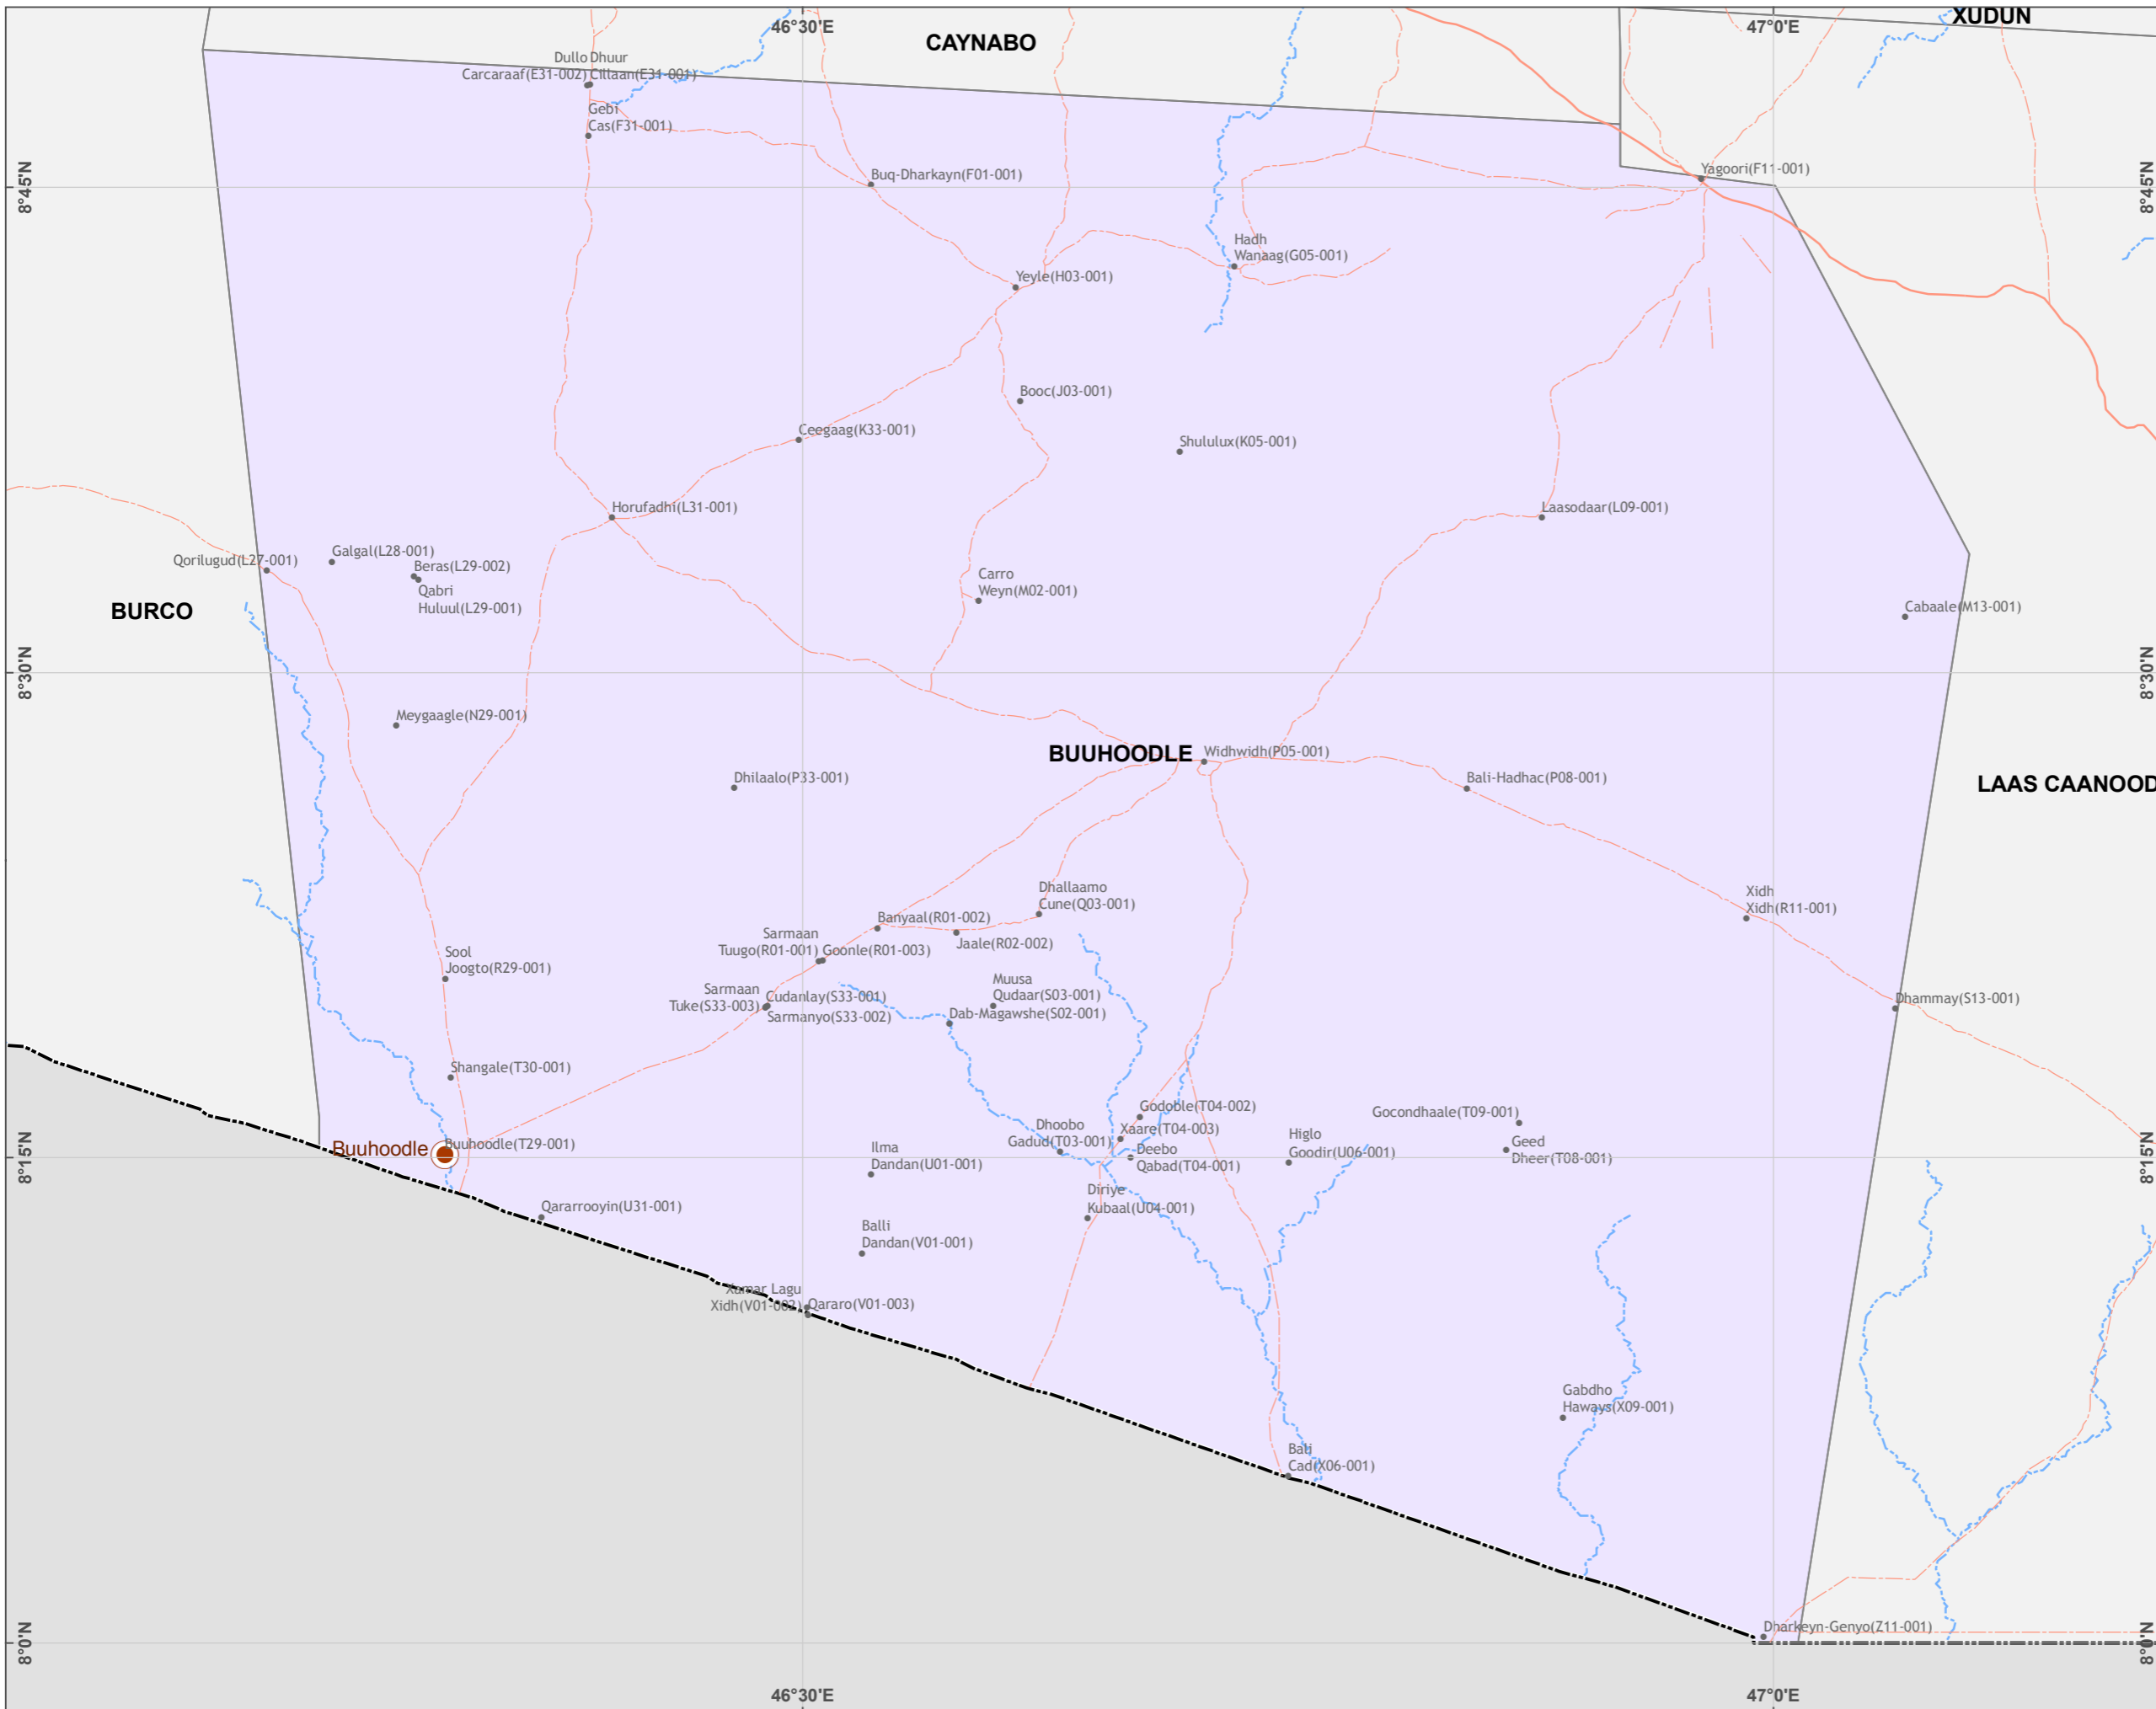 46°30'E
47°0'E
XUDUN
CAYNABO
Dullo
Carcaraaf(E31-002)
Dhuur
Cillaan(E31-001)
Gebi
Cas(F31-001)
8°45'N
8°45'N
Buq-Dharkayn(F01-001)
Yagoori(F11-001)
Hadh
Wanaag(G05-001)
Yeyle(H03-001)
Booc(J03-001)
Ceegaag(K33-001)
Shululux(K05-001)
Horufadhi(L31-001)
Laasodaar(L09-001)
Qorilugud(L27-001)
Galgal(L28-001)
Beras(L29-002)
Qabri
Huluul(L29-001)
Carro
Weyn(M02-001)
BURCO
Cabaale(M13-001)
8°30'N
8°30'N
Meygaagle(N29-001)
BUUHOODLE
Widhwidh(P05-001)
Dhilaalo(P33-001)
Bali-Hadhac(P08-001)
LAAS CAANOOD
Dhallaamo
Cune(Q03-001)
Xidh
Xidh(R11-001)
Banyaal(R01-002)
Jaale(R02-002)
Sarmaan
Tuugo(R01-001)
Goonle(R01-003)
Sool
Joogto(R29-001)
Muusa
Qudaar(S03-001)
Sarmaan
Tuke(S33-003)
Cudanlay(S33-001)
Sarmanyo(S33-002)
Dab-Magawshe(S02-001)
Dhammay(S13-001)
Shangale(T30-001)
Godoble(T04-002)
Gocondhaale(T09-001)
Dhoobo
Gadud(T03-001)
Xaare(T04-003)
Buuhoodle
Buuhoodle(T29-001)
Ilma
Dandan(U01-001)
Deebo
Qabad(T04-001)
Higlo
Goodir(U06-001)
Geed
Dheer(T08-001)
8°15'N
8°15'N
Diriye
Kubaal(U04-001)
Qararrooyin(U31-001)
Balli
Dandan(V01-001)
Xamar Lagu
Xidh(V01-002)
Qararo(V01-003)
Gabdho
Haways(X09-001)
Bali
Cad(X06-001)
Dharkeyn-Genyo(Z11-001)
8°0'N
8°0'N
46°30'E
47°0'E